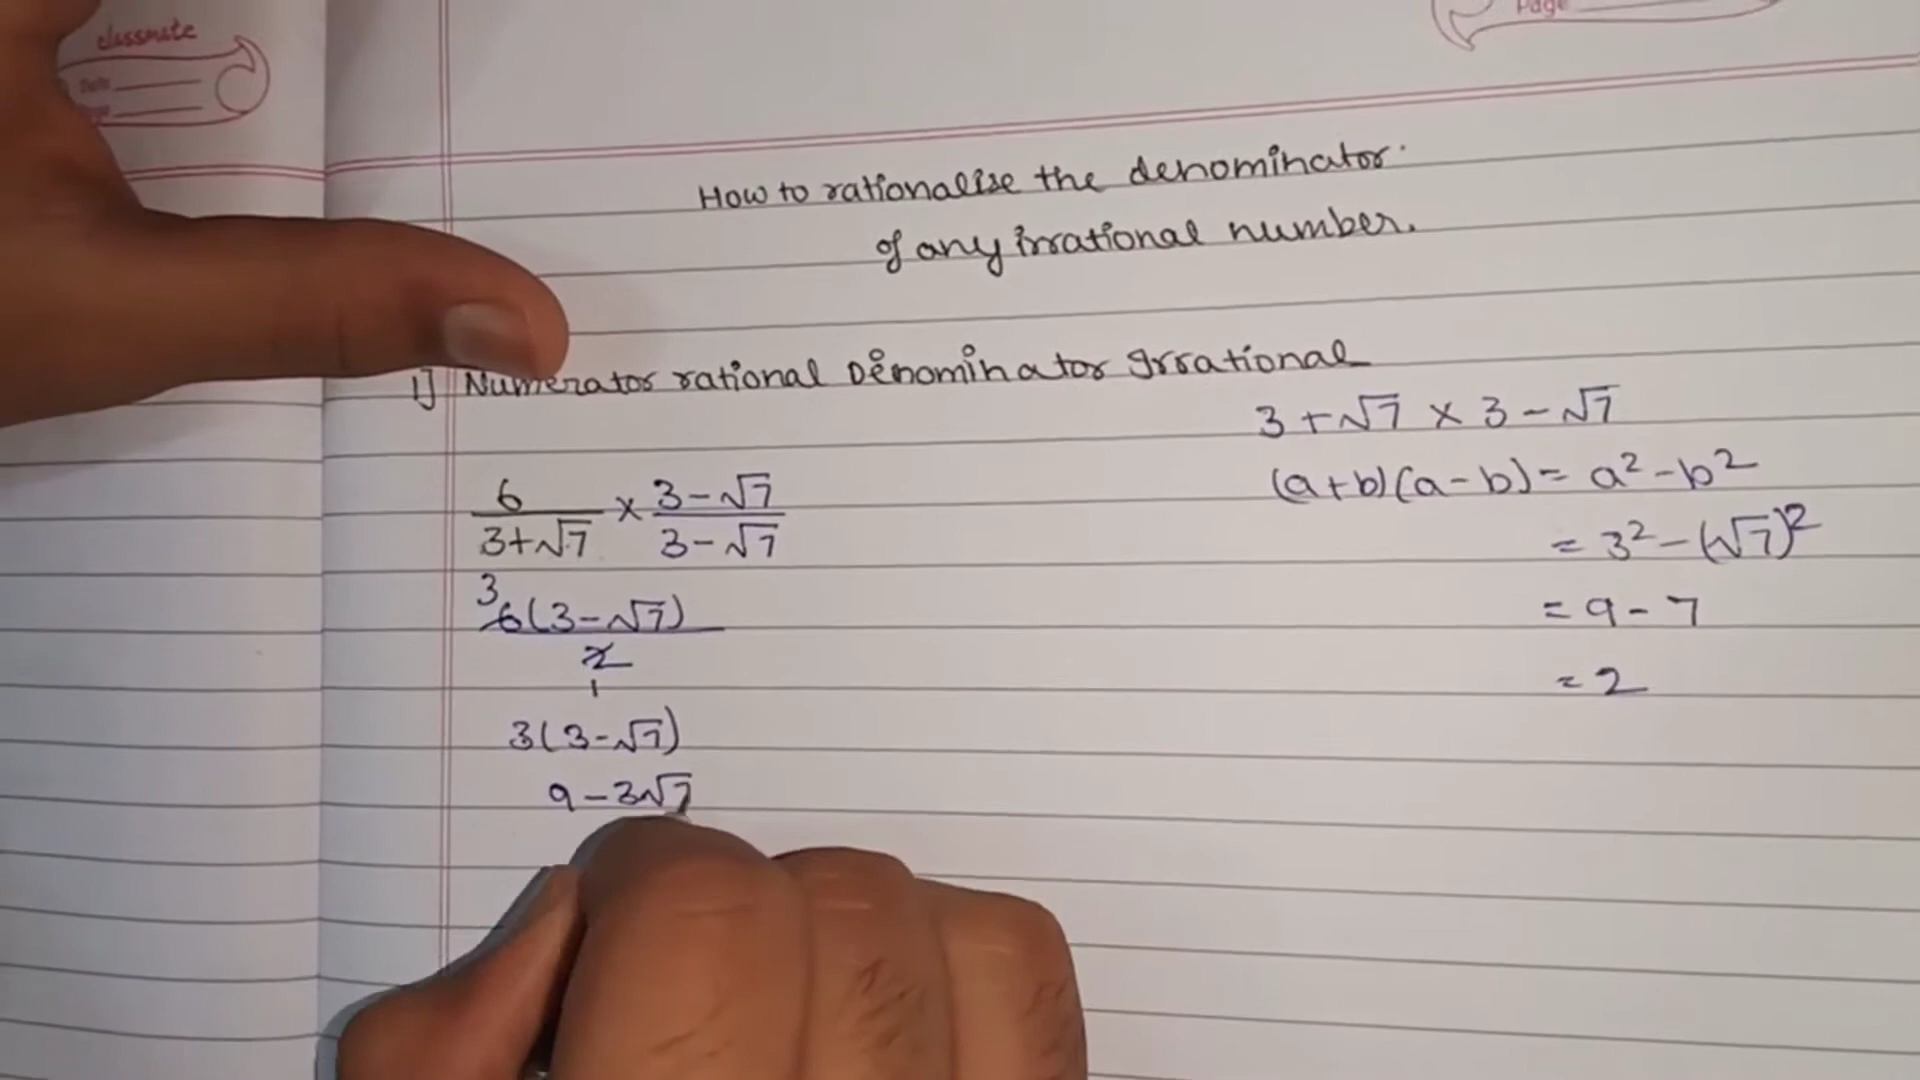 classmate
Date
Page
How to rationalise the denominator.
of any irrational number.
1] Numerator rational Denominator Irrational
6/3+√7 × 3-√7/3-√7
3
6(3-√7)
2
1
3(3-√7)
9-3√7
3+√7 × 3-√7
(a+b)(a-b) = a² - b²
= 3² - (√7)²
= 9 - 7
= 2